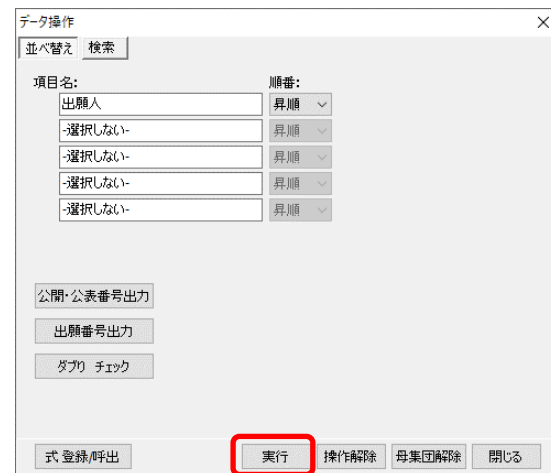 データ操作
並べ替え 検索
項目名: 順番:
出願人 昇順
-選択しない- 昇順
-選択しない- 昇順
-選択しない- 昇順
-選択しない- 昇順
公開・公表番号出力
出願番号出力
ダブり チェック
式 登録/呼出 実行 操作解除 母集団解除 閉じる